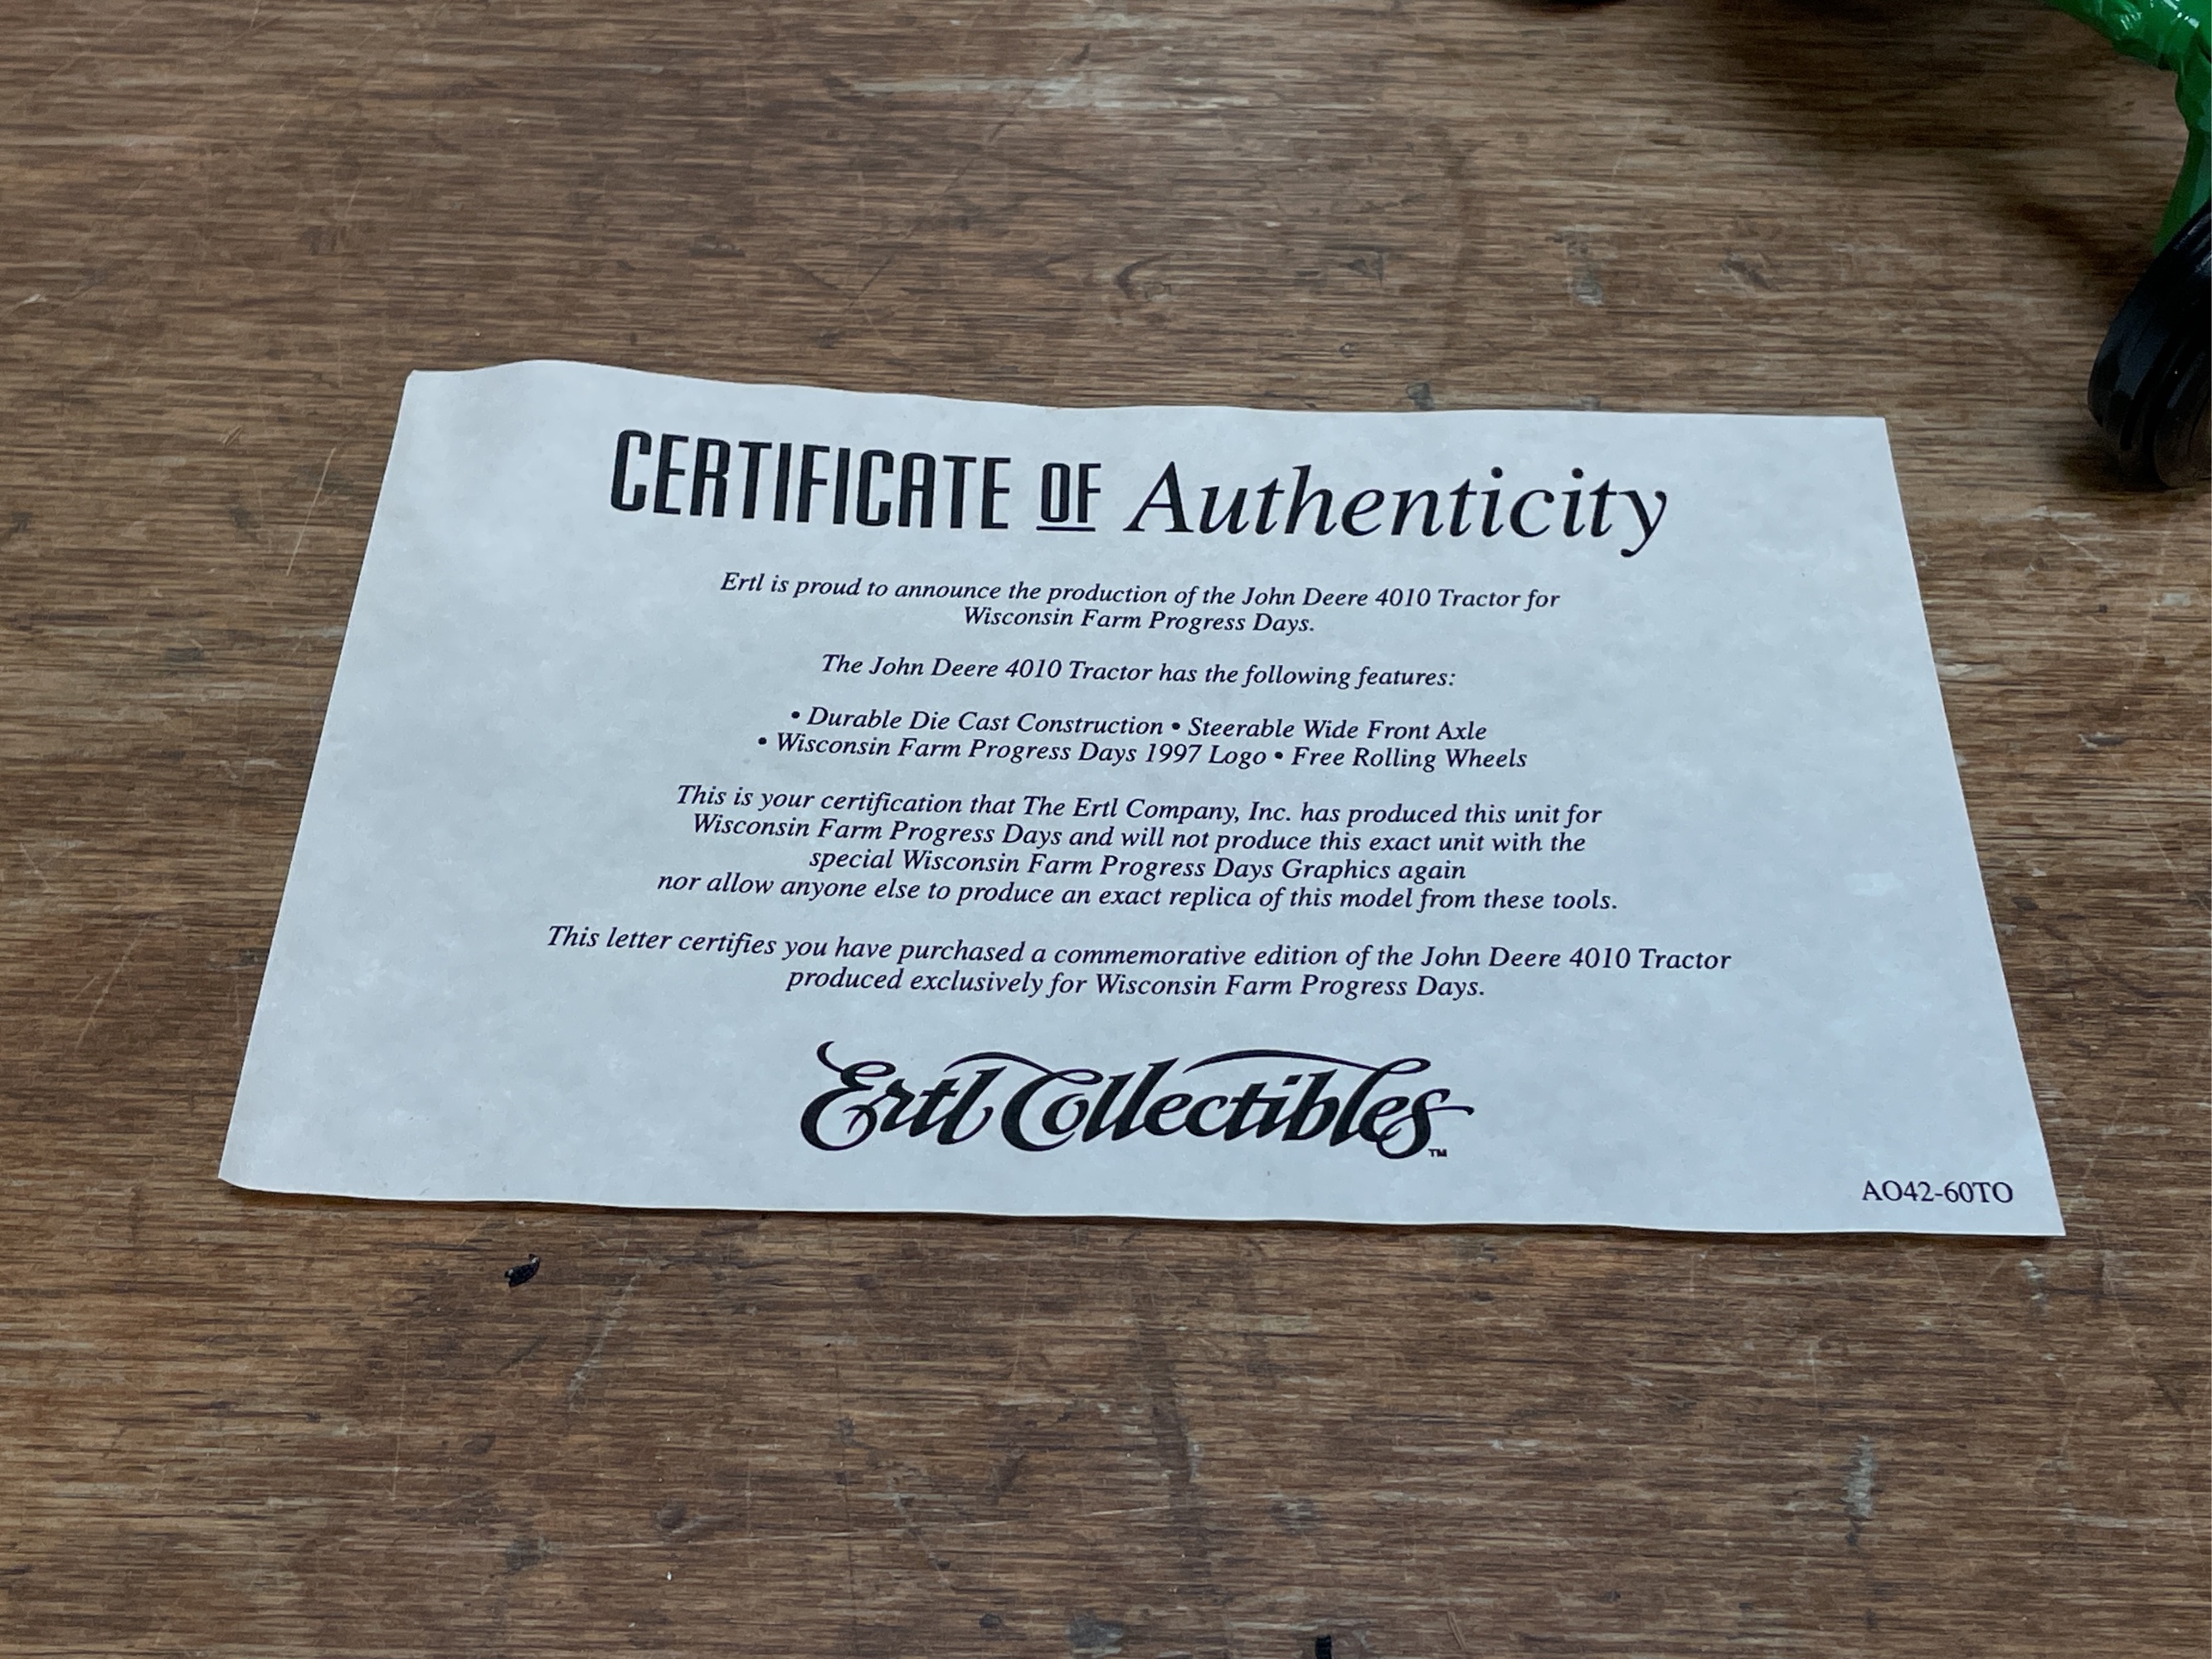 CERTIFICATE OF Authenticity
Ertl is proud to announce the production of the John Deere 4010 Tractor for
Wisconsin Farm Progress Days.
The John Deere 4010 Tractor has the following features:
• Durable Die Cast Construction • Steerable Wide Front Axle
• Wisconsin Farm Progress Days 1997 Logo • Free Rolling Wheels
This is your certification that The Ertl Company, Inc. has produced this unit for
Wisconsin Farm Progress Days and will not produce this exact unit with the
special Wisconsin Farm Progress Days Graphics again
nor allow anyone else to produce an exact replica of this model from these tools.
This letter certifies you have purchased a commemorative edition of the John Deere 4010 Tractor
produced exclusively for Wisconsin Farm Progress Days.
Ertl Collectibles™
AO42-60TO